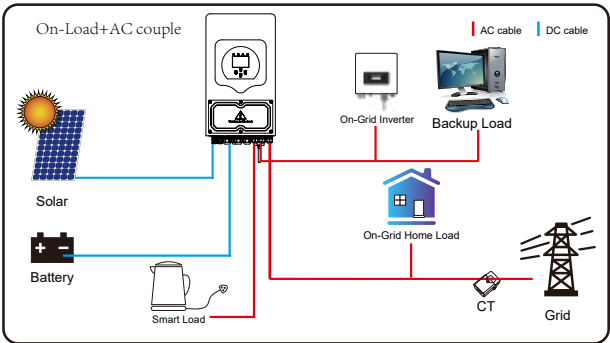 On-Load+AC couple
AC cable
DC cable
On-Grid Inverter
Backup Load
Solar
On-Grid Home Load
Battery
Smart Load
CT
Grid